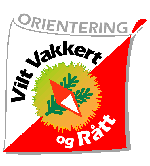 ORIENTERING
Vilt Vakkert
og Rått